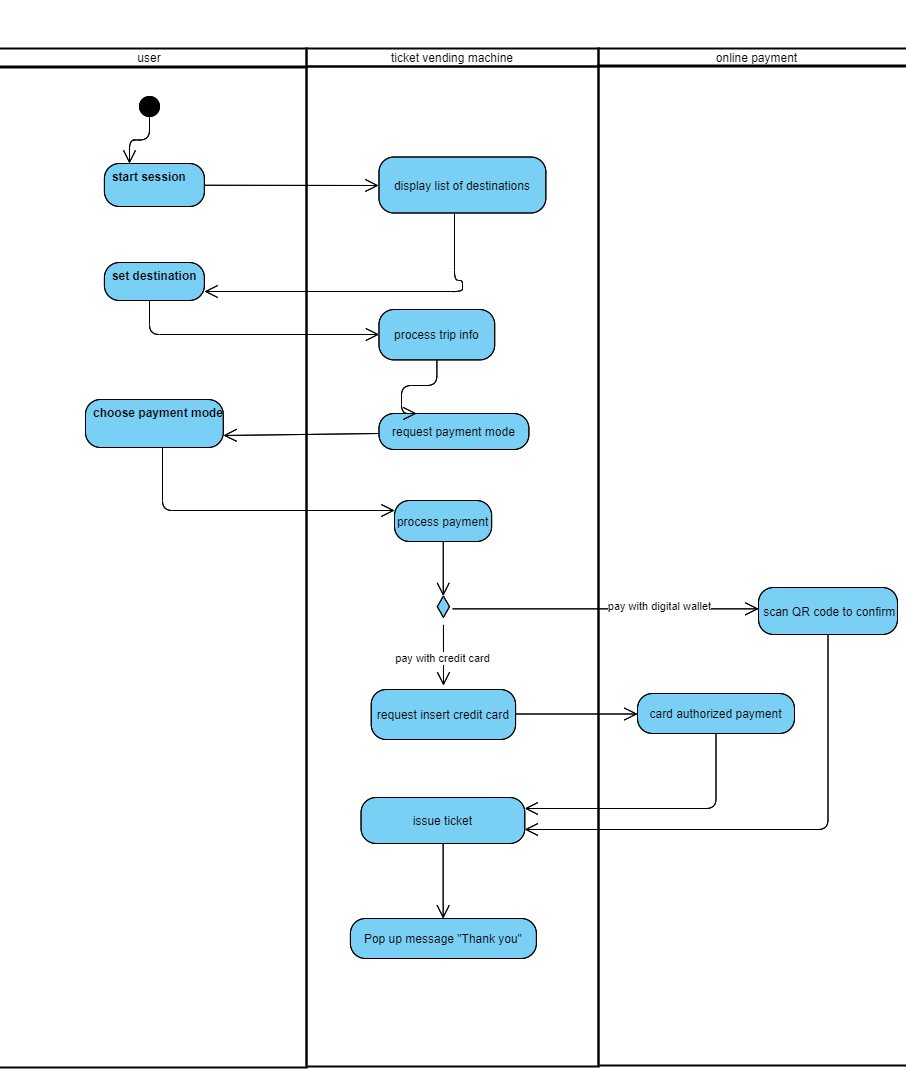 user
ticket vending machine
online payment
start session
display list of destinations
set destination
process trip info
choose payment mode
request payment mode
process payment
pay with digital wallet
scan QR code to confirm
pay with credit card
request insert credit card
card authorized payment
issue ticket
Pop up message "Thank you"